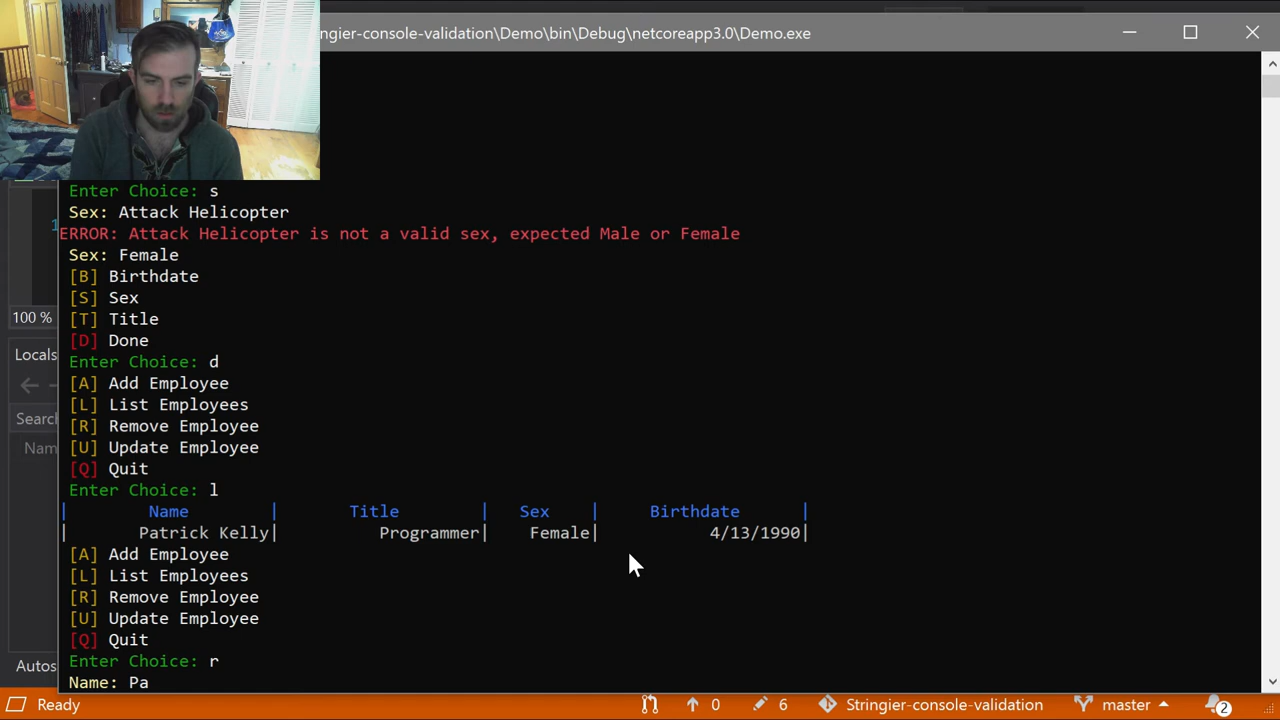 ngier-console-validation\Demo\bin\Debug\netcoreapp3.0\Demo.exe
Enter Choice: s
Sex: Attack Helicopter
ERROR: Attack Helicopter is not a valid sex, expected Male or Female
Sex: Female
[B] Birthdate
[S] Sex
[T] Title
[D] Done
Enter Choice: d
[A] Add Employee
[L] List Employees
[R] Remove Employee
[U] Update Employee
[Q] Quit
Enter Choice: l
| Name | Title | Sex | Birthdate |
| Patrick Kelly| Programmer| Female| 4/13/1990|
[A] Add Employee
[L] List Employees
[R] Remove Employee
[U] Update Employee
[Q] Quit
Enter Choice: r
Name: Pa
1
100 %
Locals
Search
Nam
Autos
Ready 0 6 Stringier-console-validation master 2